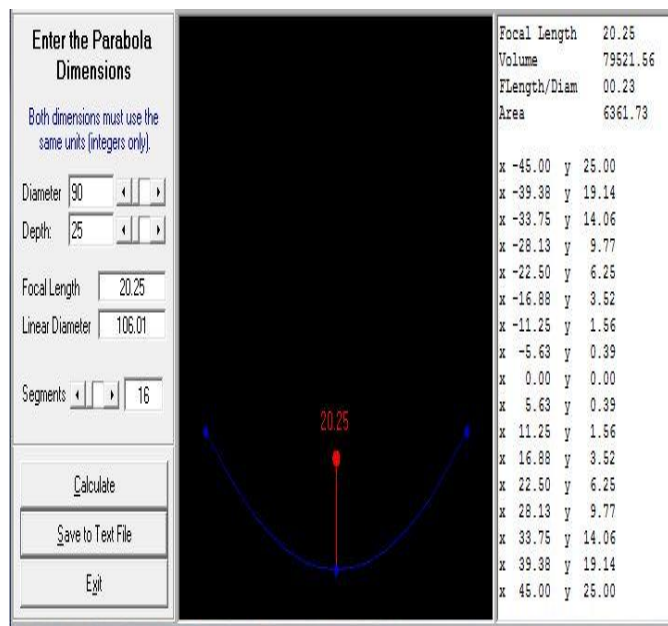 Enter the Parabola
Dimensions
Both dimensions must use the
same units (integers only).
Diameter 90
Depth: 25
Focal Length 20.25
Linear Diameter 106.01
Segments 16
Calculate
Save to Text File
Exit
20.25
Focal Length 20.25
Volume 79521.56
FLength/Diam 00.23
Area 6361.73
x -45.00 y 25.00
x -39.38 y 19.14
x -33.75 y 14.06
x -28.13 y 9.77
x -22.50 y 6.25
x -16.88 y 3.52
x -11.25 y 1.56
x -5.63 y 0.39
x 0.00 y 0.00
x 5.63 y 0.39
x 11.25 y 1.56
x 16.88 y 3.52
x 22.50 y 6.25
x 28.13 y 9.77
x 33.75 y 14.06
x 39.38 y 19.14
x 45.00 y 25.00